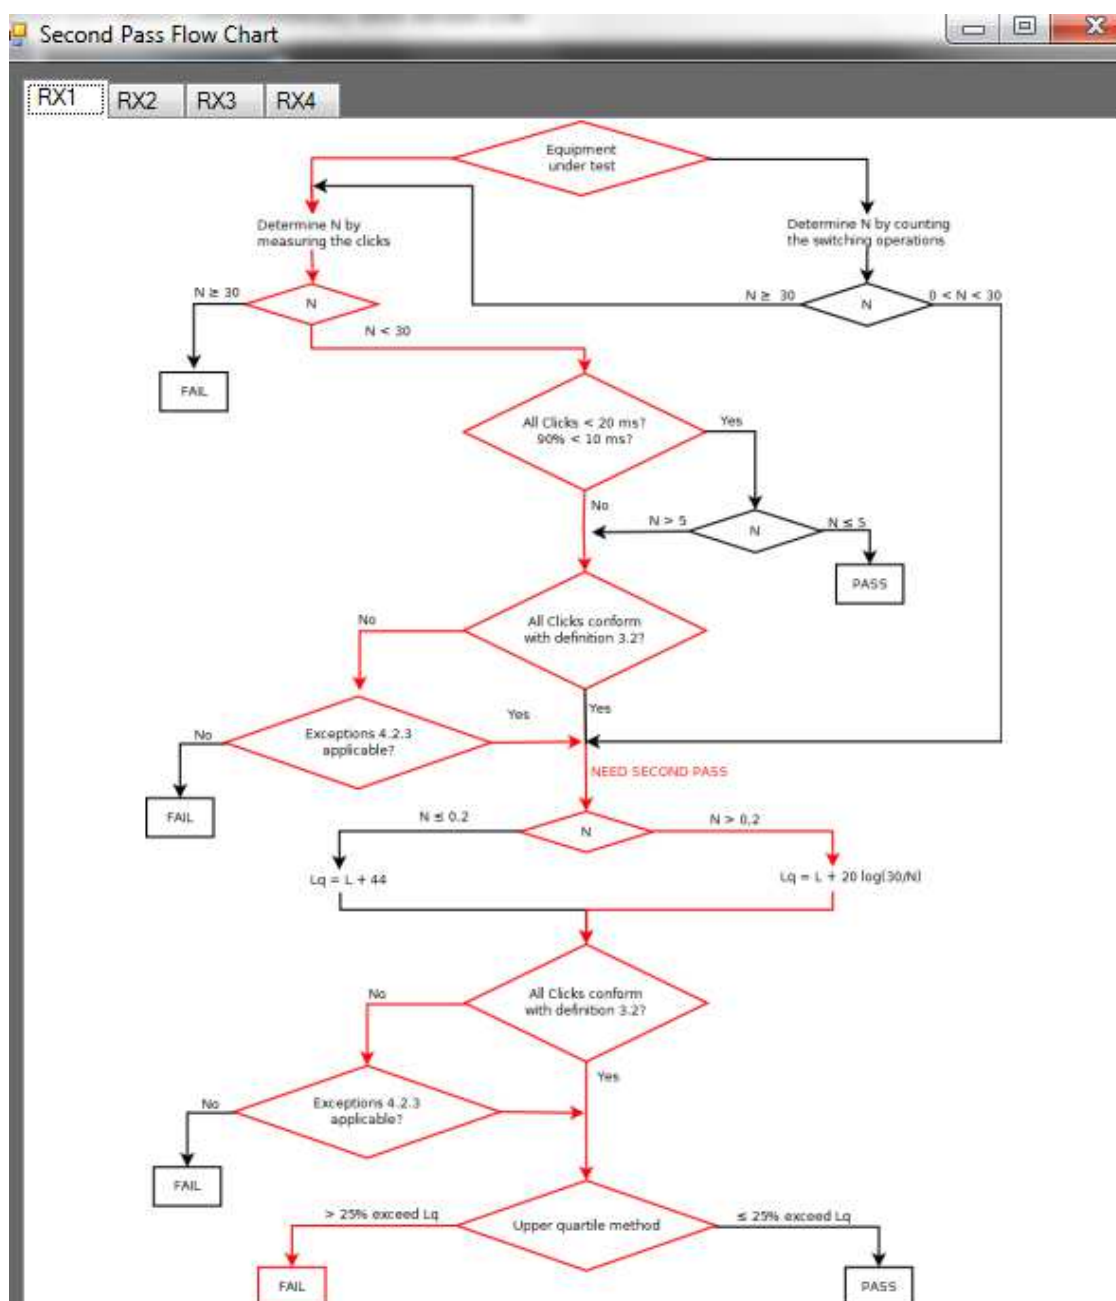 Second Pass Flow Chart
RX1 RX2 RX3 RX4
Equipment
under test
Determine N by
measuring the clicks
Determine N by counting
the switching operations
N ≥ 30
N
N < 30
N ≥ 30
N
0 < N < 30
FAIL
All Clicks < 20 ms?
90% < 10 ms?
Yes
No
N > 5
N
N ≤ 5
PASS
All Clicks conform
with definition 3.2?
No
Yes
Exceptions 4.2.3
applicable?
No
Yes
FAIL
NEED SECOND PASS
N ≤ 0.2
N
N > 0.2
Lq = L + 44
Lq = L + 20 log(30/N)
All Clicks conform
with definition 3.2?
No
Yes
Exceptions 4.2.3
applicable?
No
FAIL
> 25% exceed Lq
Upper quartile method
≤ 25% exceed Lq
FAIL
PASS